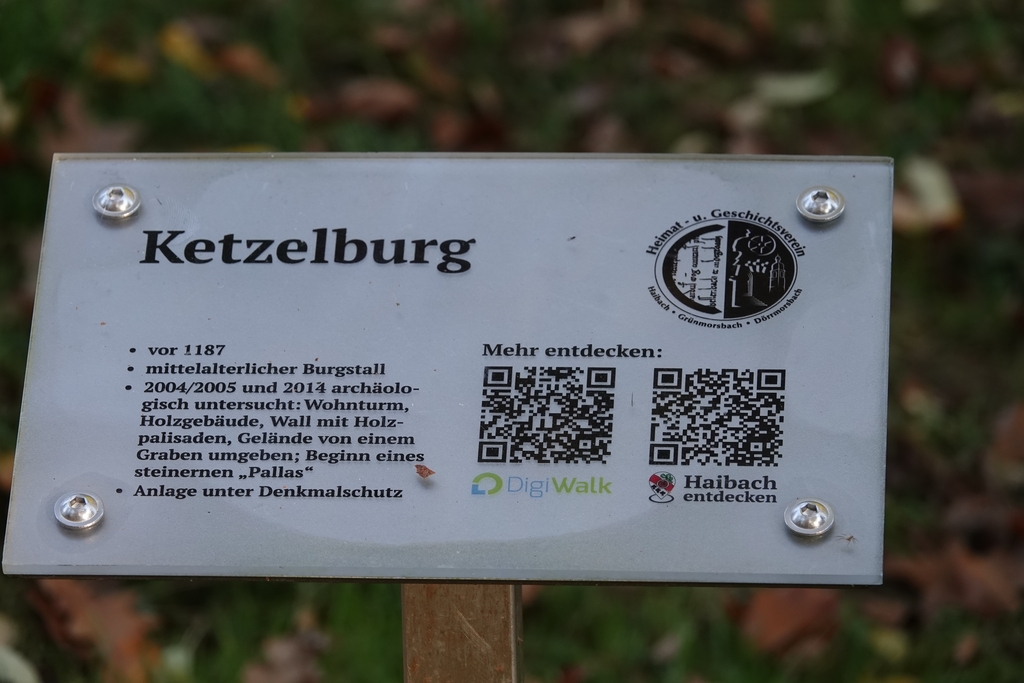 Ketzelburg
Heimat- u. Geschichtsverein
Haibach • Grünmorsbach • Dörrmorsbach
• vor 1187
• mittelalterlicher Burgstall
• 2004/2005 und 2014 archäolo-
gisch untersucht: Wohnturm,
Holzgebäude, Wall mit Holz-
palisaden, Gelände von einem
Graben umgeben; Beginn eines
steinernen „Pallas“
• Anlage unter Denkmalschutz
Mehr entdecken:
DigiWalk
Haibach
entdecken